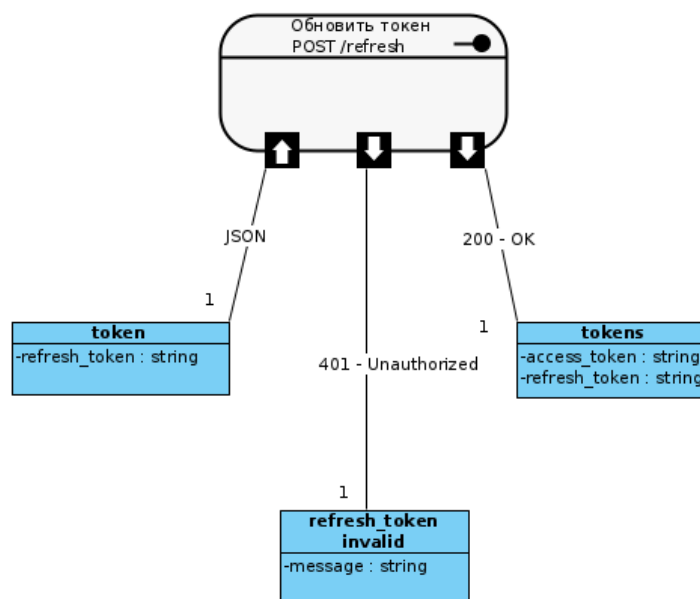 Обновить токен
POST /refresh
JSON
200 - OK
1
token
-refresh_token : string
1
tokens
-access_token : string
-refresh_token : string
401 - Unauthorized
1
refresh_token
invalid
-message : string